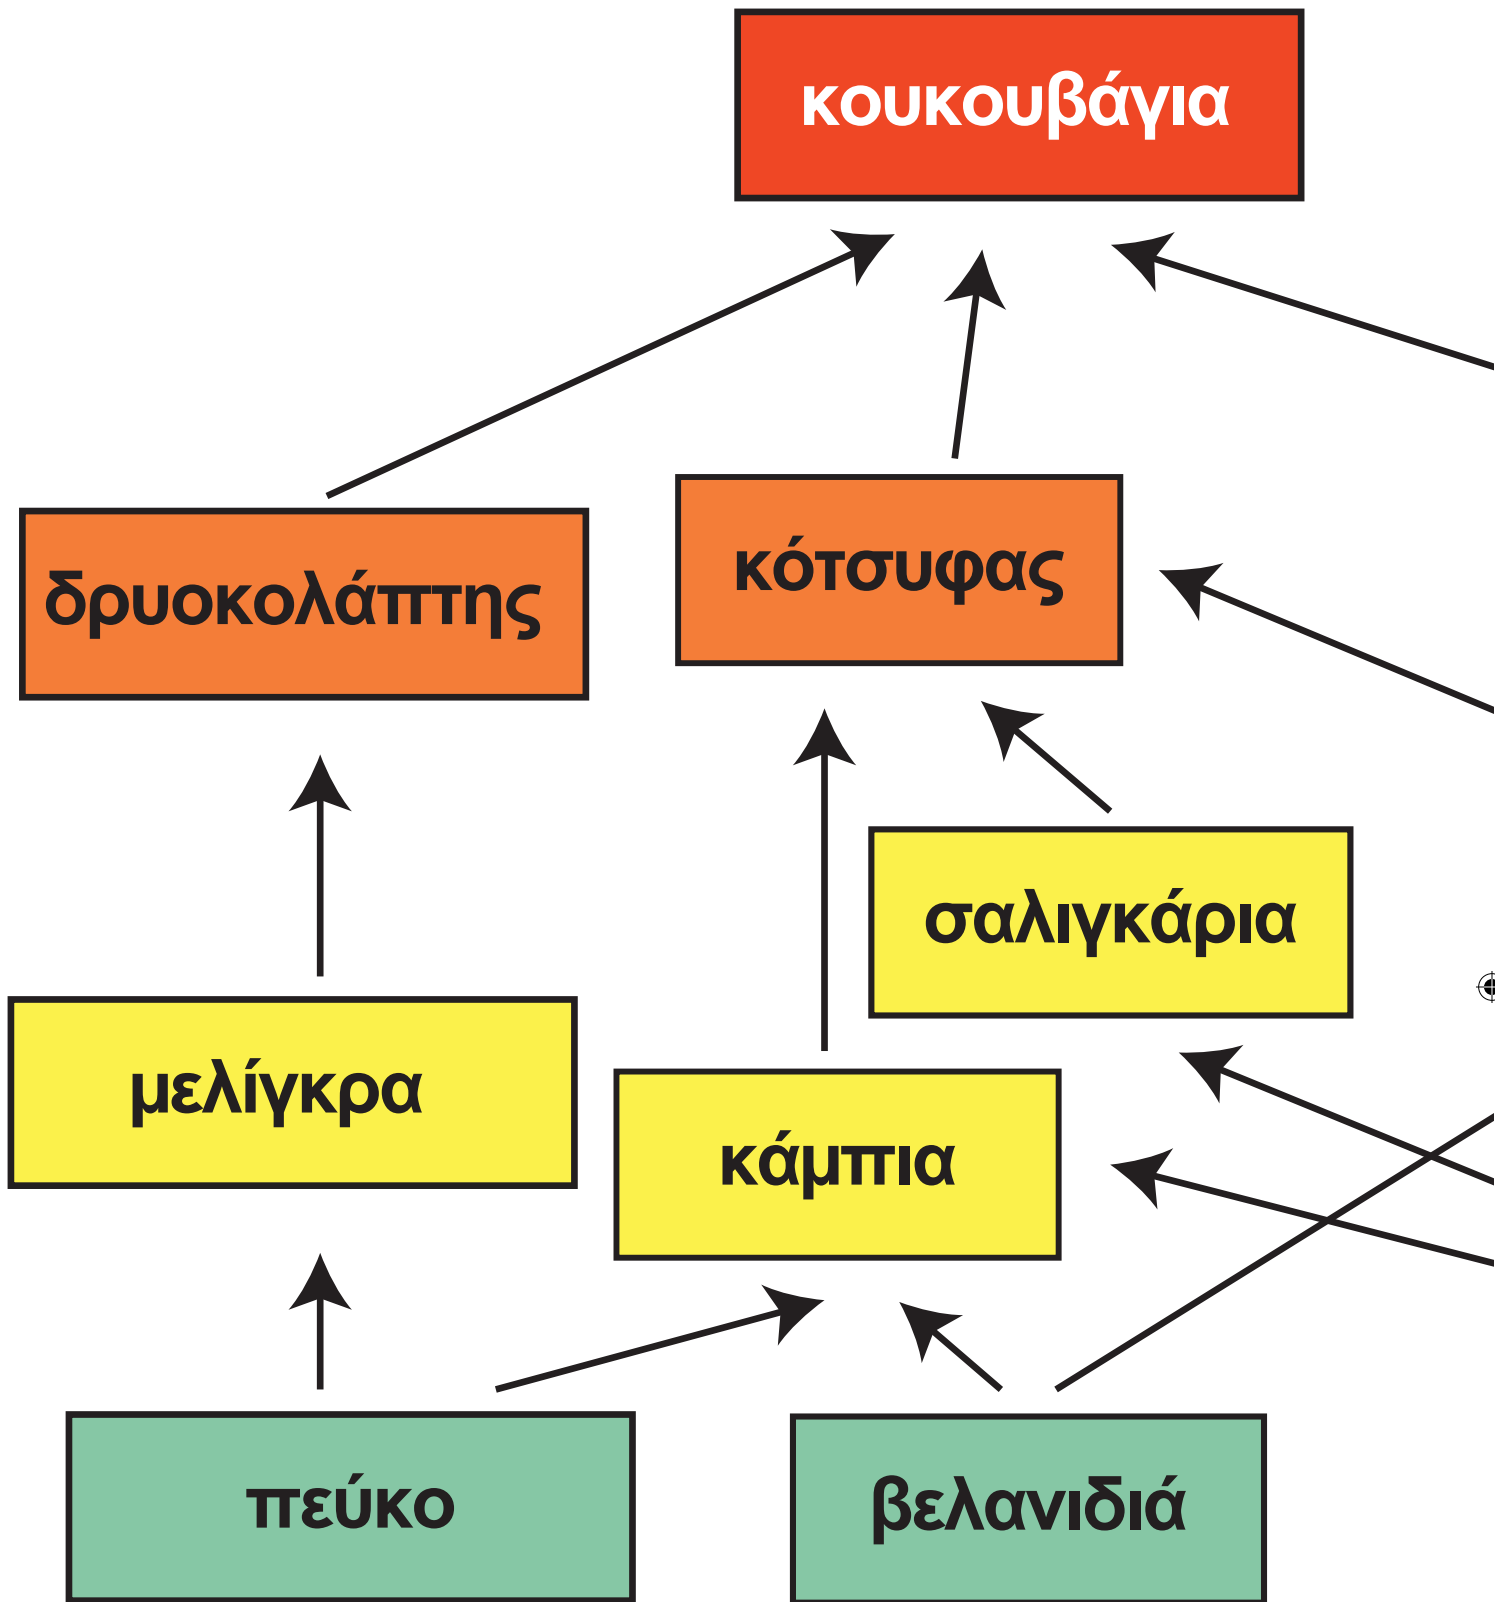 κουκουβάγια
δρυοκολάπτης
κότσυφας
σαλιγκάρια
μελίγκρα
κάμπια
πεύκο
βελανιδιά